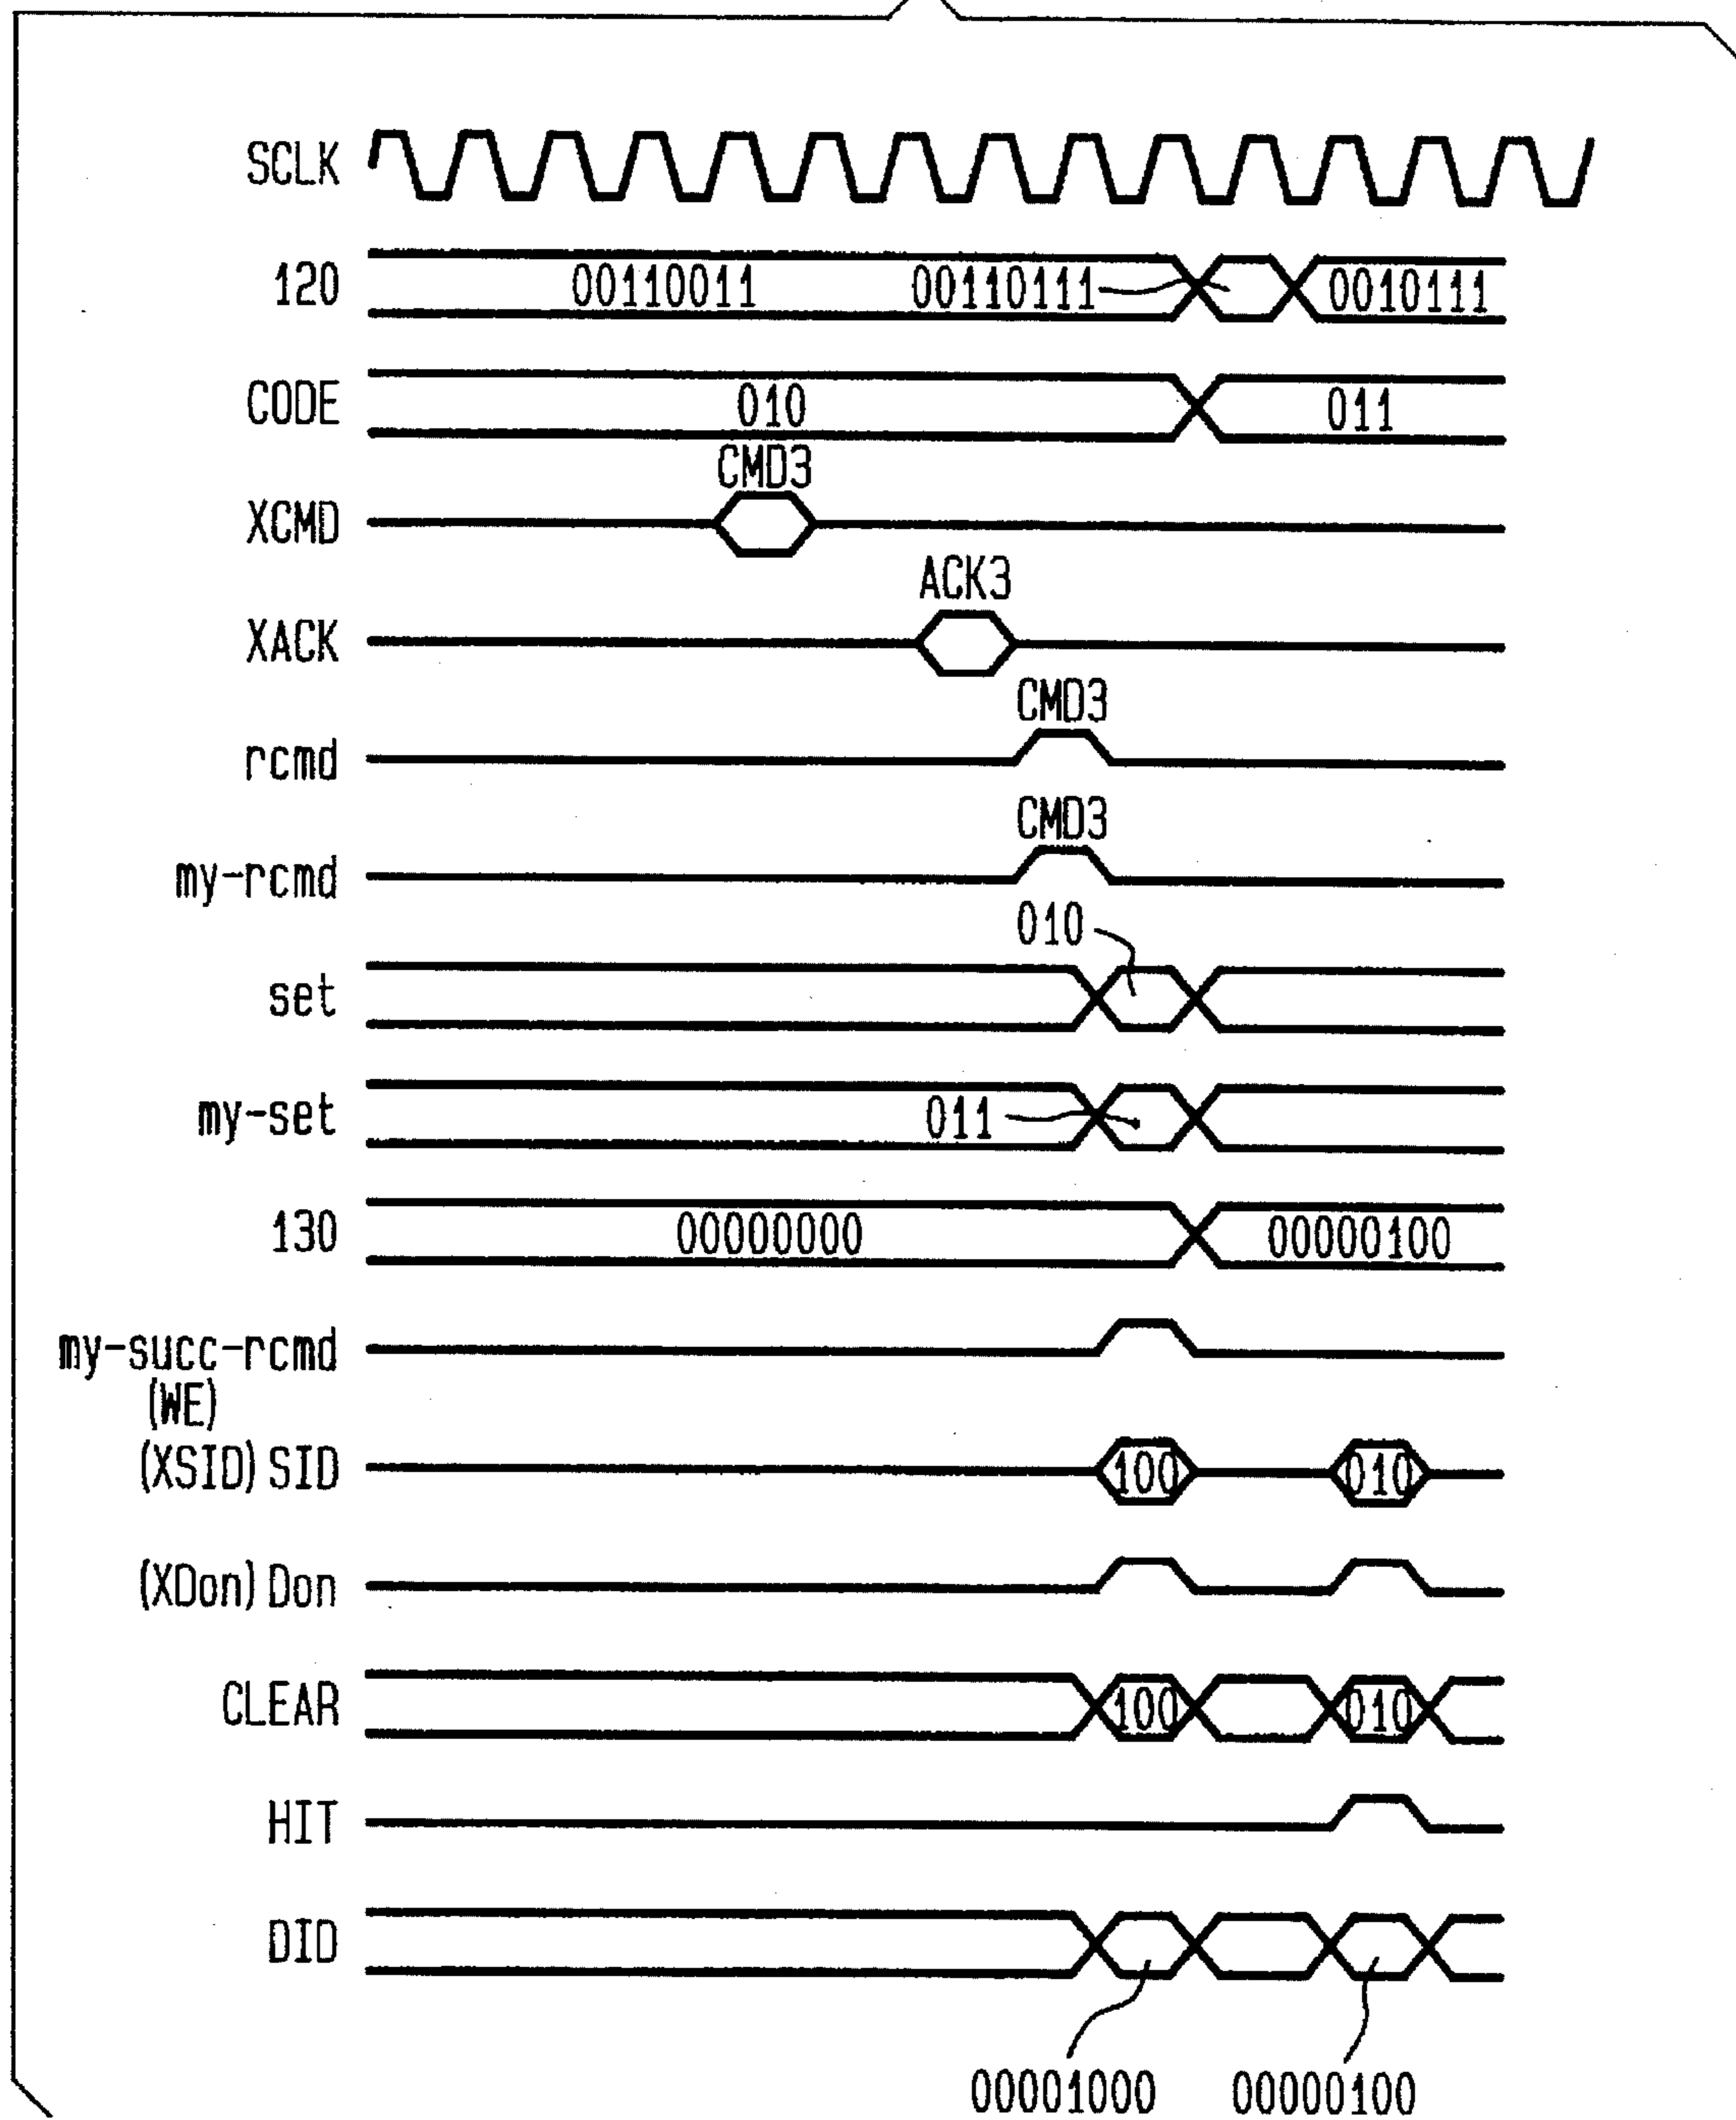 SCLK
120 00110011 00110111 0010111
CODE 010 011
CMD3
XCMD
ACK3
XACK
CMD3
rcmd
CMD3
my-rcmd
010
set
my-set 011
130 00000000 00000100
my-succ-rcmd
(WE)
(XSID) SID 100 010
(XDon) Don
CLEAR 100 010
HIT
DID
00001000 00000100